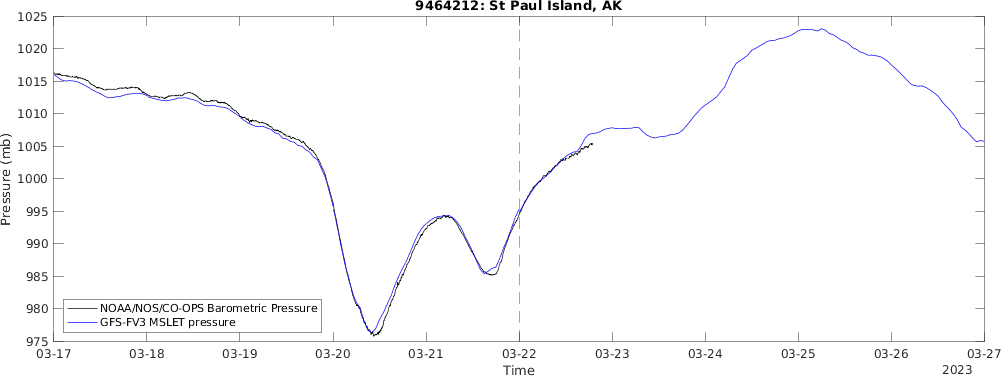 9464212: St Paul Island, AK
1025
1020
1015
1010
1005
1000
995
990
985
980
975
Pressure (mb)
NOAA/NOS/CO-OPS Barometric Pressure
GFS-FV3 MSLET pressure
03-17 03-18 03-19 03-20 03-21 03-22 03-23 03-24 03-25 03-26 03-27
Time
2023